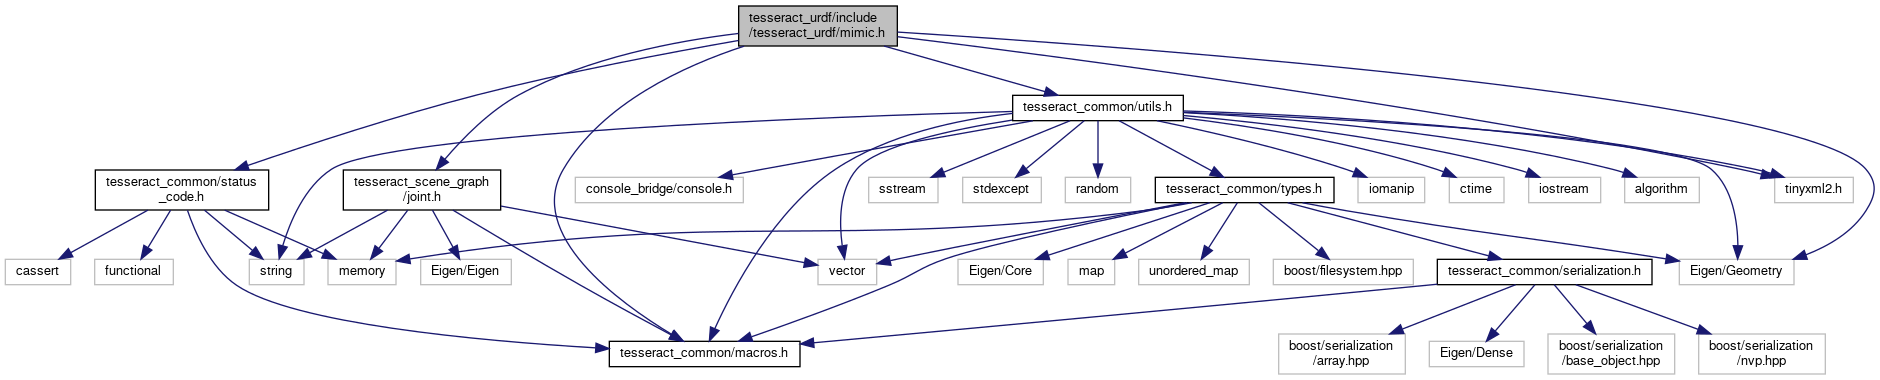 tesseract_urdf/include
/tesseract_urdf/mimic.h
tesseract_common/utils.h
tesseract_common/status
_code.h
tesseract_scene_graph
/joint.h
console_bridge/console.h
sstream
stdexcept
random
tesseract_common/types.h
iomanip
ctime
iostream
algorithm
tinyxml2.h
cassert
functional
string
memory
Eigen/Eigen
vector
Eigen/Core
map
unordered_map
boost/filesystem.hpp
tesseract_common/serialization.h
Eigen/Geometry
tesseract_common/macros.h
boost/serialization
/array.hpp
Eigen/Dense
boost/serialization
/base_object.hpp
boost/serialization
/nvp.hpp